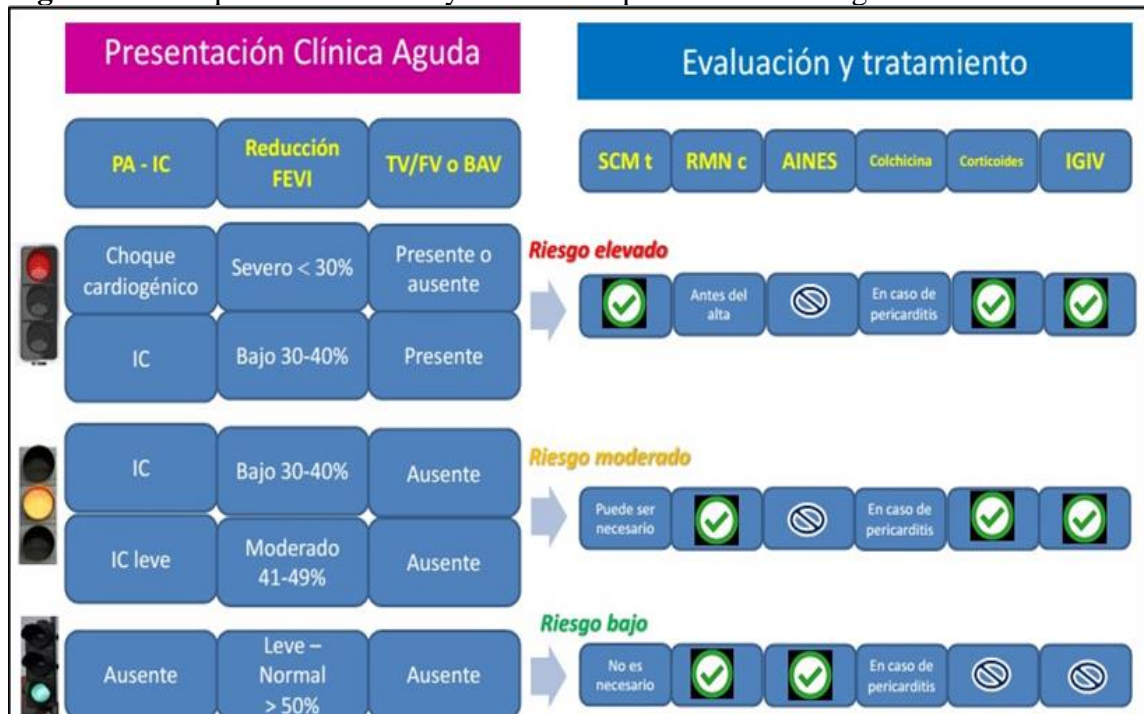 Presentación Clínica Aguda
Evaluación y tratamiento
PA - IC
Reducción
FEVI
TV/FV o BAV
SCM t
RMN c
AINES
Colchicina
Corticoides
IGIV
Choque
cardiogénico
Severo < 30%
Presente o
ausente
IC
Bajo 30-40%
Presente
Riesgo elevado
Antes del
alta
En caso de
pericarditis
IC
Bajo 30-40%
Ausente
IC leve
Moderado
41-49%
Ausente
Riesgo moderado
Puede ser
necesario
En caso de
pericarditis
Ausente
Leve –
Normal
> 50%
Ausente
Riesgo bajo
No es
necesario
En caso de
pericarditis